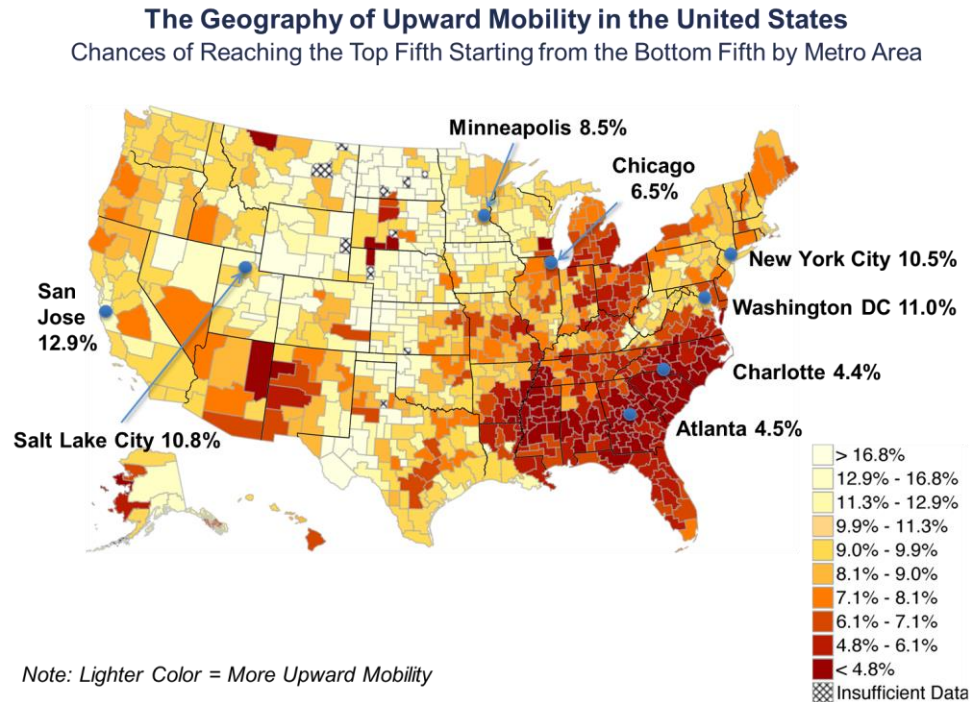 The Geography of Upward Mobility in the United States
Chances of Reaching the Top Fifth Starting from the Bottom Fifth by Metro Area
Minneapolis 8.5%
Chicago
6.5%
New York City 10.5%
San
Jose
12.9%
Washington DC 11.0%
Charlotte 4.4%
Salt Lake City 10.8%
Atlanta 4.5%
> 16.8%
12.9% - 16.8%
11.3% - 12.9%
9.9% - 11.3%
9.0% - 9.9%
8.1% - 9.0%
7.1% - 8.1%
6.1% - 7.1%
4.8% - 6.1%
< 4.8%
Insufficient Data
Note: Lighter Color = More Upward Mobility